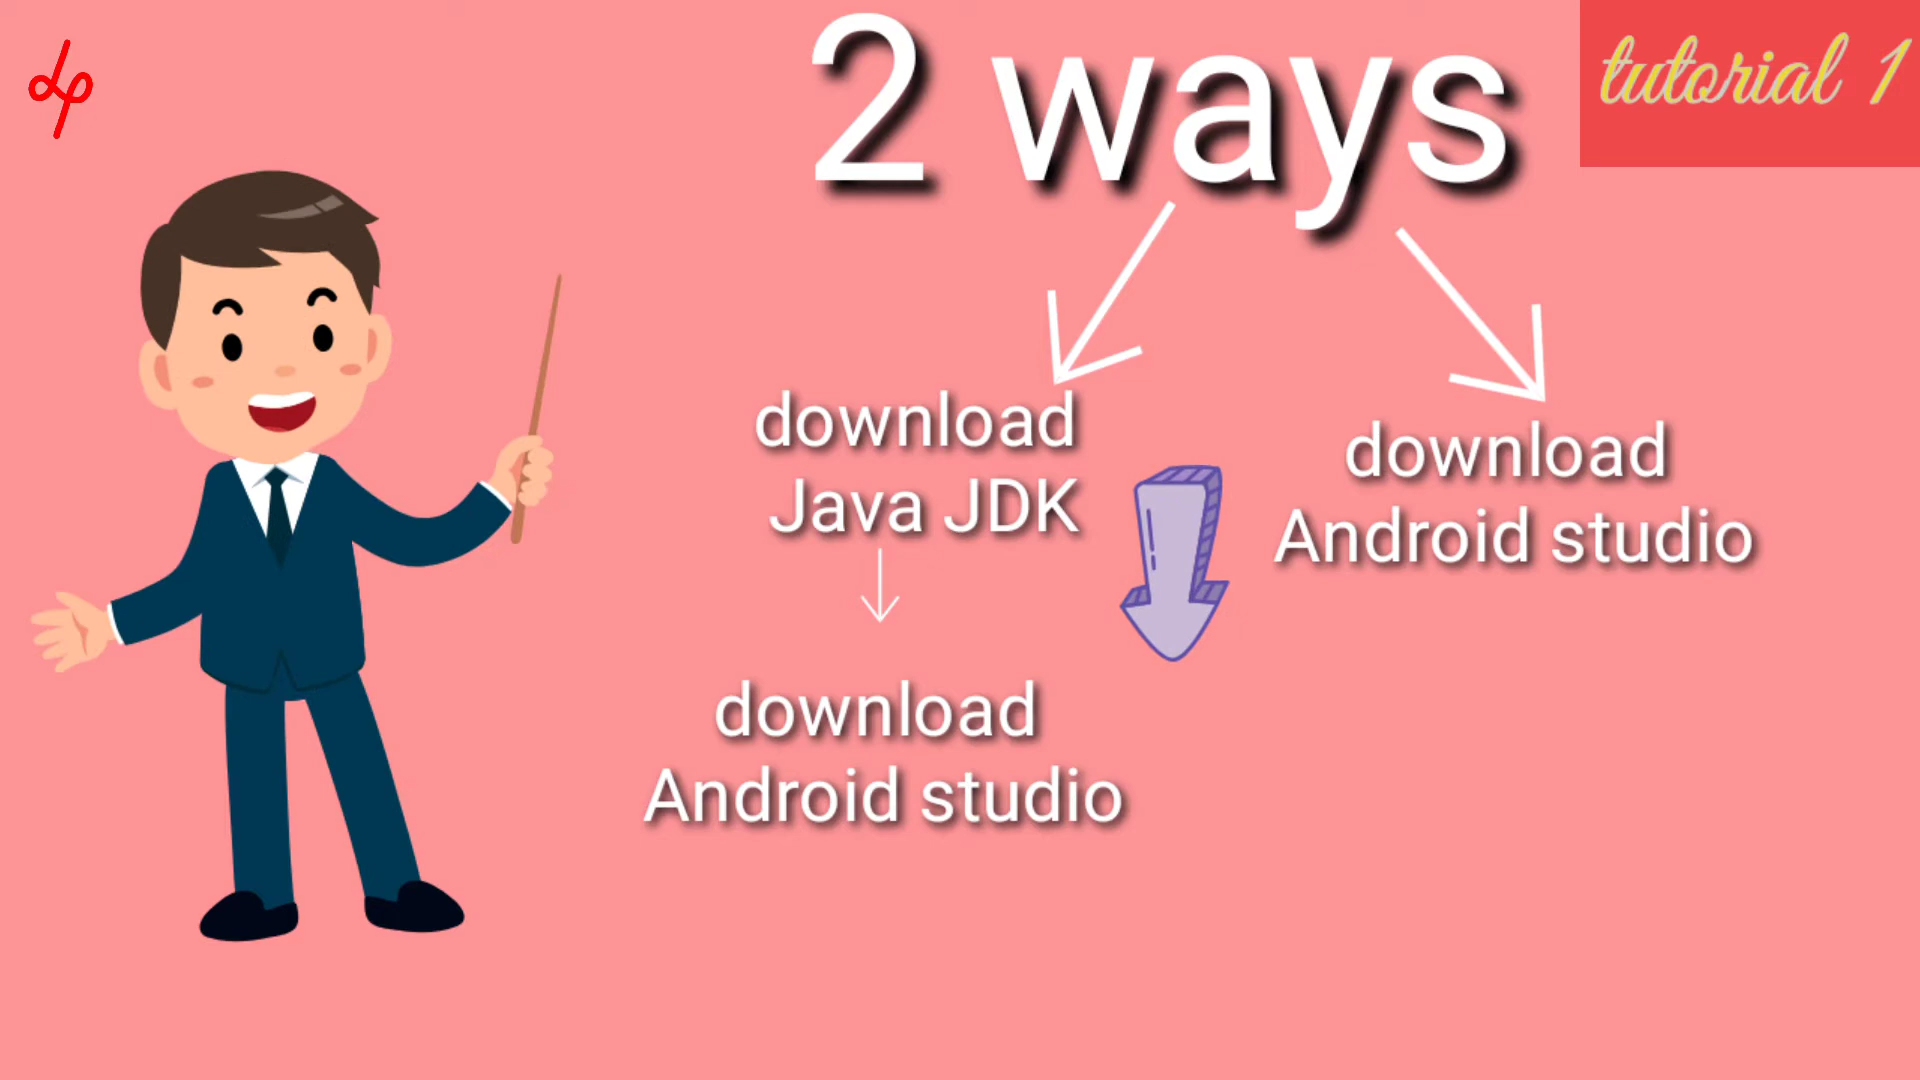 2 ways
tutorial 1
download
Java JDK
download
Android studio
download
Android studio